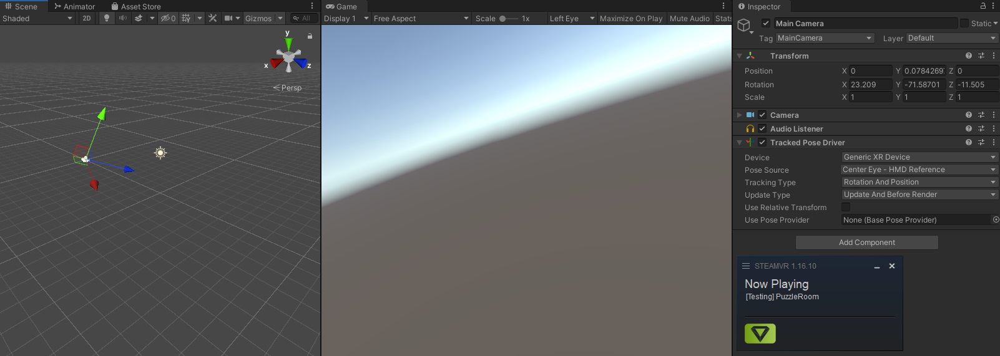 Scene Animator Asset Store
Shaded 2D 0 Gizmos All
y
x z
Persp
Game
Display 1 Free Aspect Scale 1x Left Eye Maximize On Play Mute Audio Stats
Inspector
Main Camera Static
Tag MainCamera Layer Default
Transform
Position X 0 Y 0.0784269 Z 0
Rotation X 23.209 Y -71.58701 Z -11.505
Scale X 1 Y 1 Z 1
Camera
Audio Listener
Tracked Pose Driver
Device Generic XR Device
Pose Source Center Eye - HMD Reference
Tracking Type Rotation And Position
Update Type Update And Before Render
Use Relative Transform
Use Pose Provider None (Base Pose Provider)
Add Component
STEAMVR 1.16.10
Now Playing
[Testing] PuzzleRoom